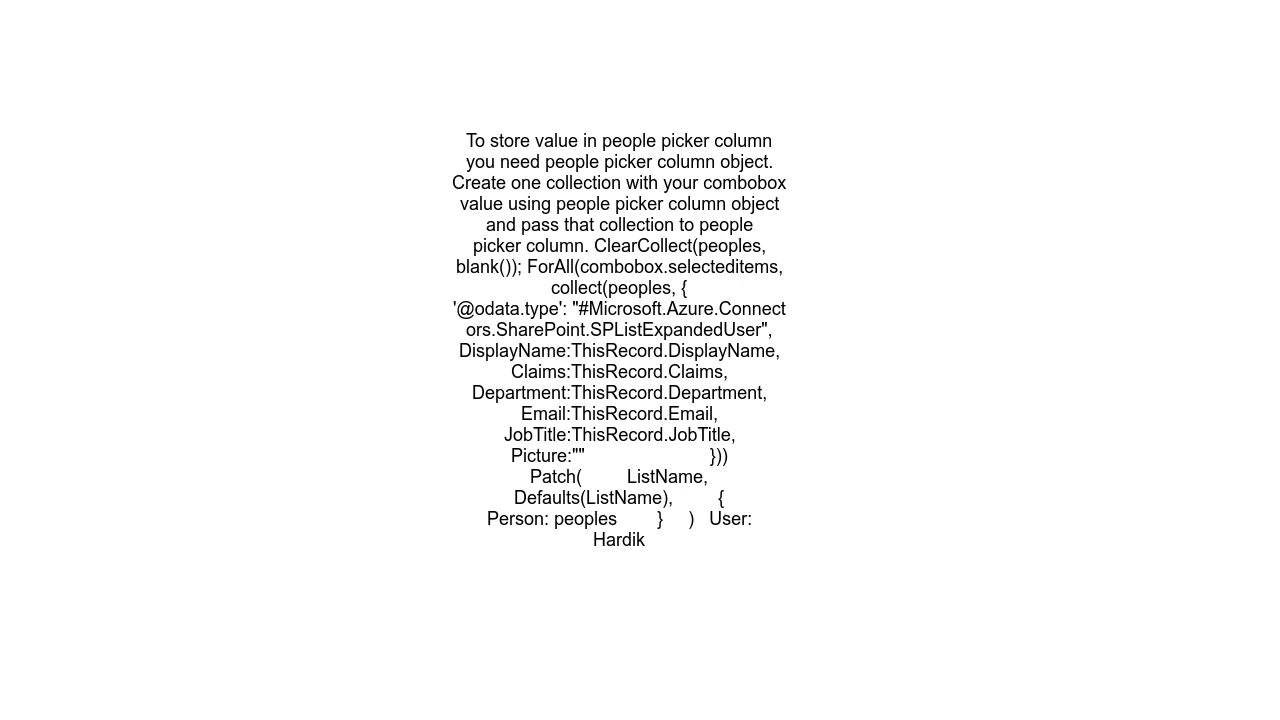 To store value in people picker column
you need people picker column object.
Create one collection with your combobox
value using people picker column object
and pass that collection to people
picker column. ClearCollect(peoples,
blank()); ForAll(combobox.selecteditems,
collect(peoples, {
'@odata.type': "#Microsoft.Azure.Connect
ors.SharePoint.SPListExpandedUser",
DisplayName:ThisRecord.DisplayName,
Claims:ThisRecord.Claims,
Department:ThisRecord.Department,
Email:ThisRecord.Email,
JobTitle:ThisRecord.JobTitle,
Picture:"" }))
Patch( ListName,
Defaults(ListName), {
Person: peoples } ) User:
Hardik